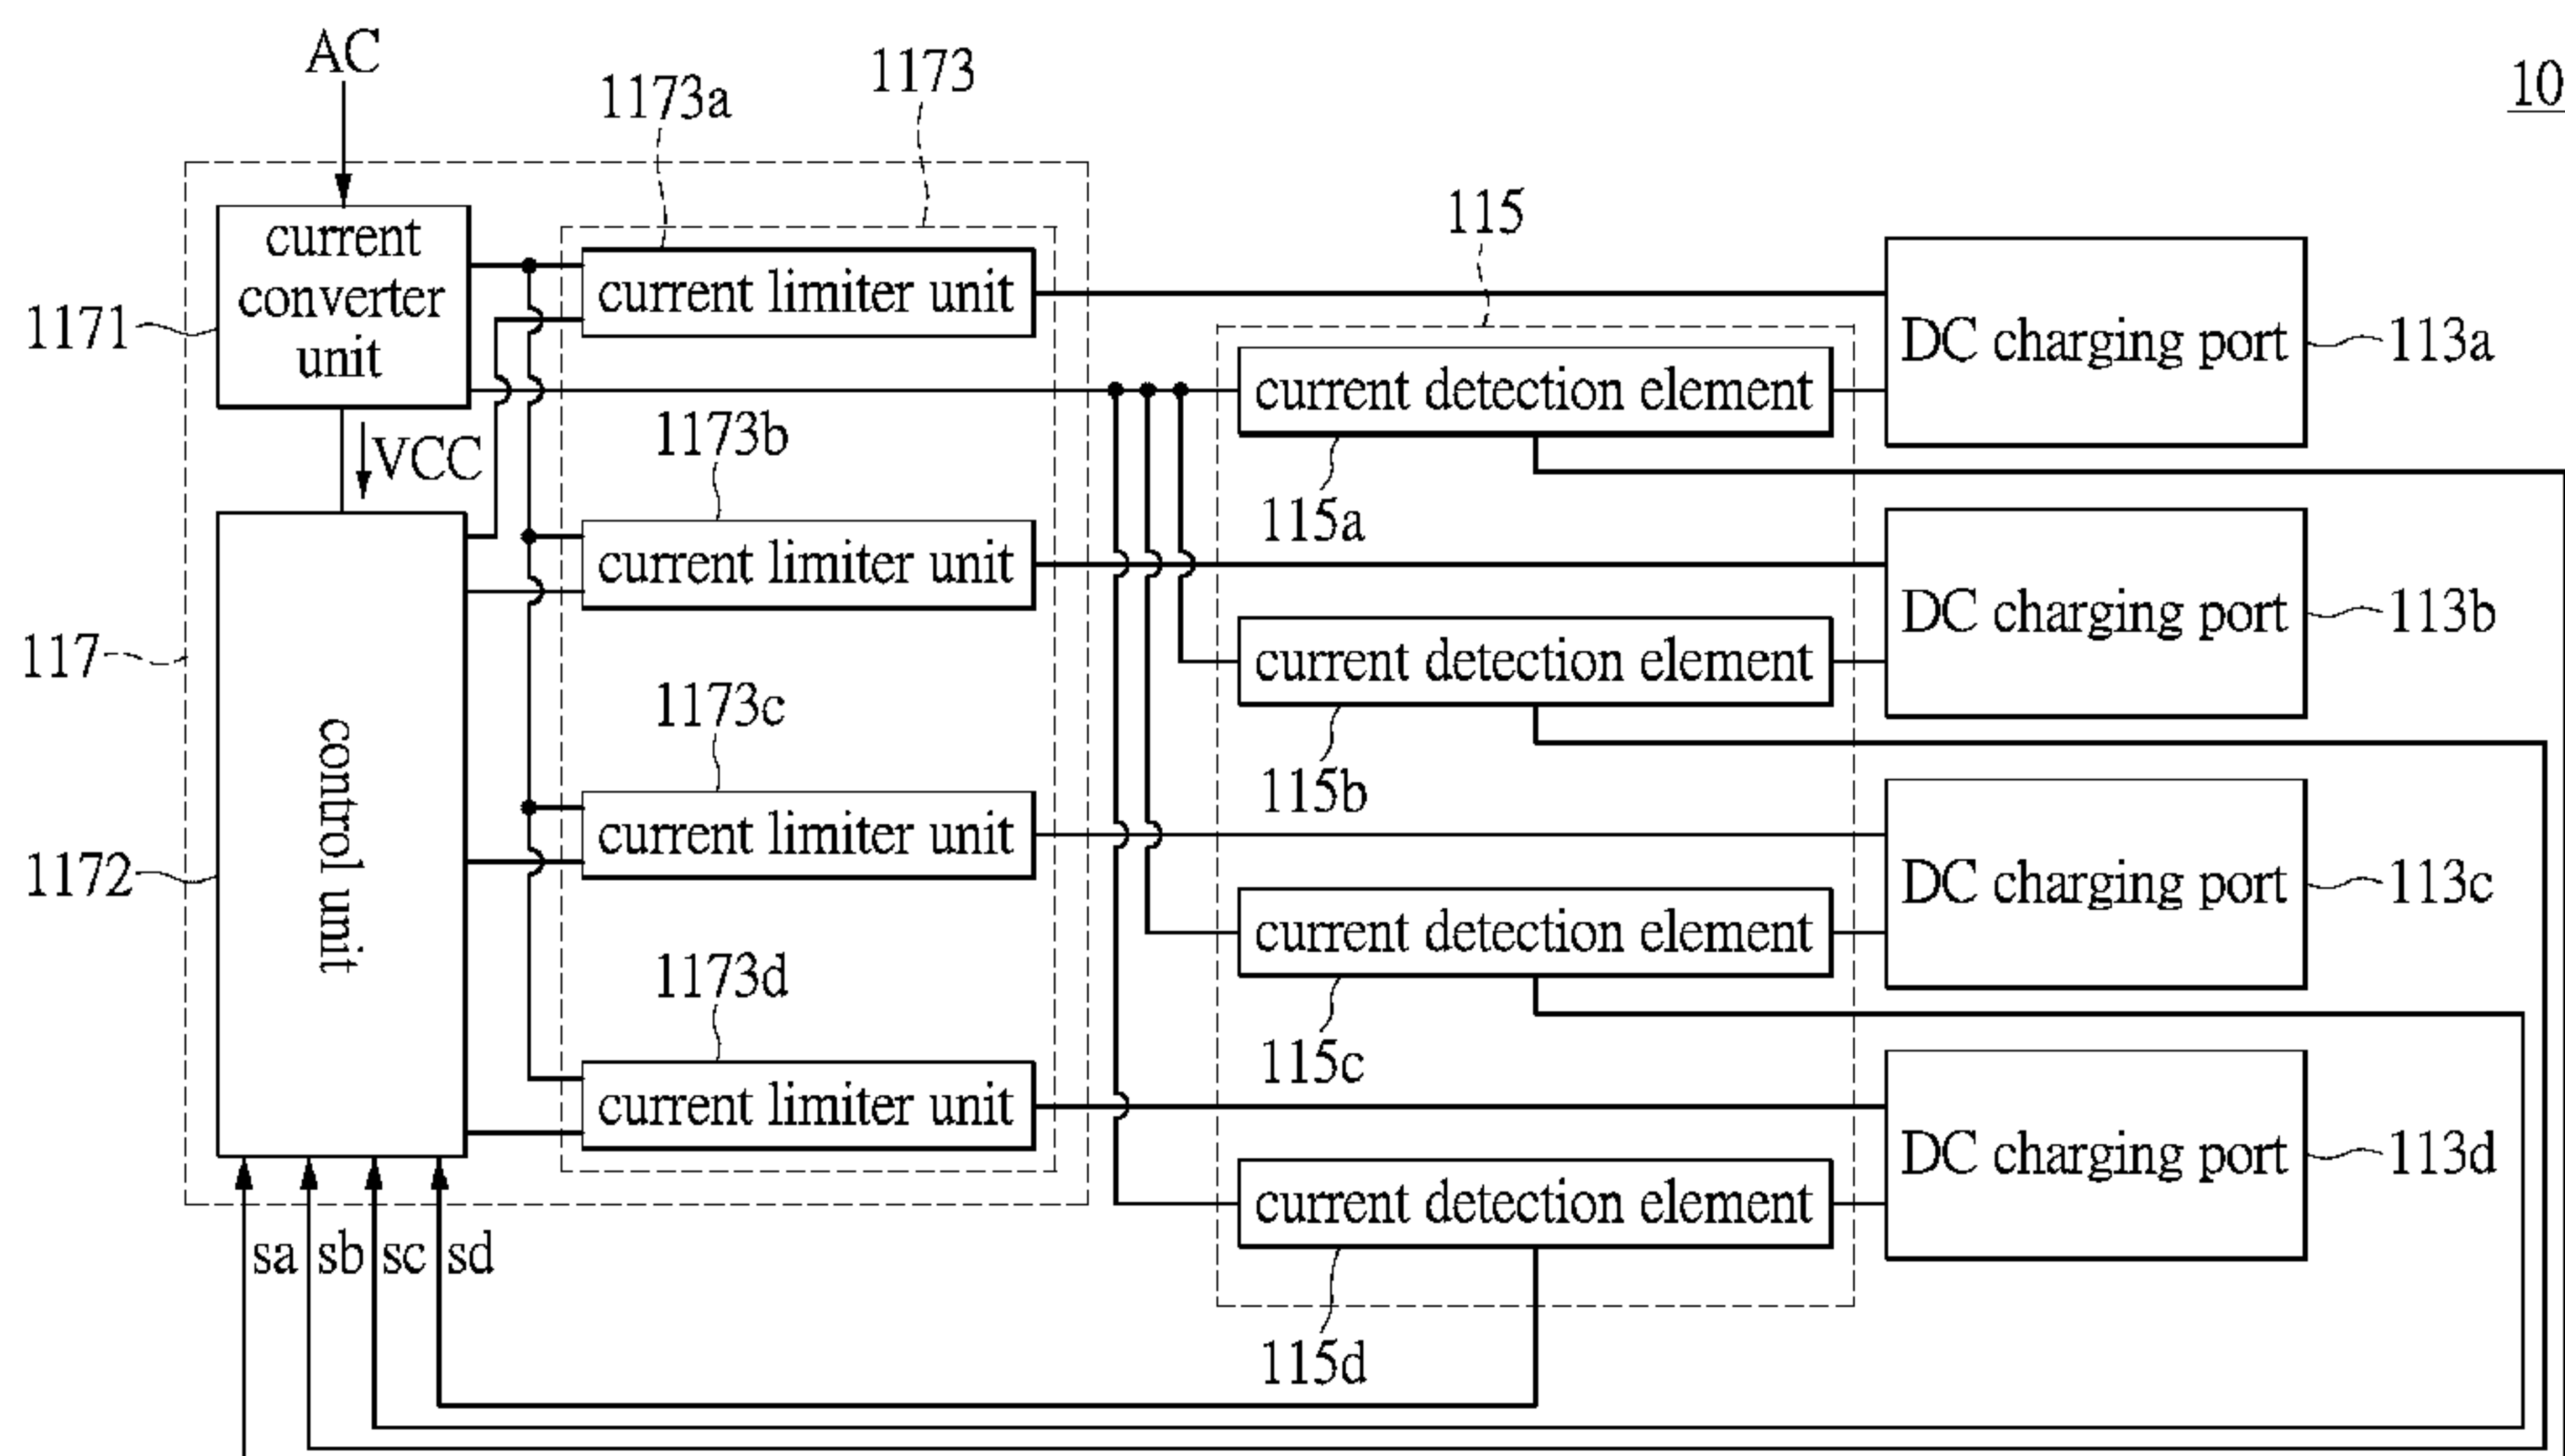 AC
1173a
1173
10
current
converter
unit
1171
current limiter unit
115
DC charging port
113a
current detection element
VCC
1173b
115a
current limiter unit
DC charging port
113b
117
current detection element
1173c
115b
control unit
1172
current limiter unit
DC charging port
113c
current detection element
1173d
115c
current limiter unit
DC charging port
113d
current detection element
sa
sb
sc
sd
115d